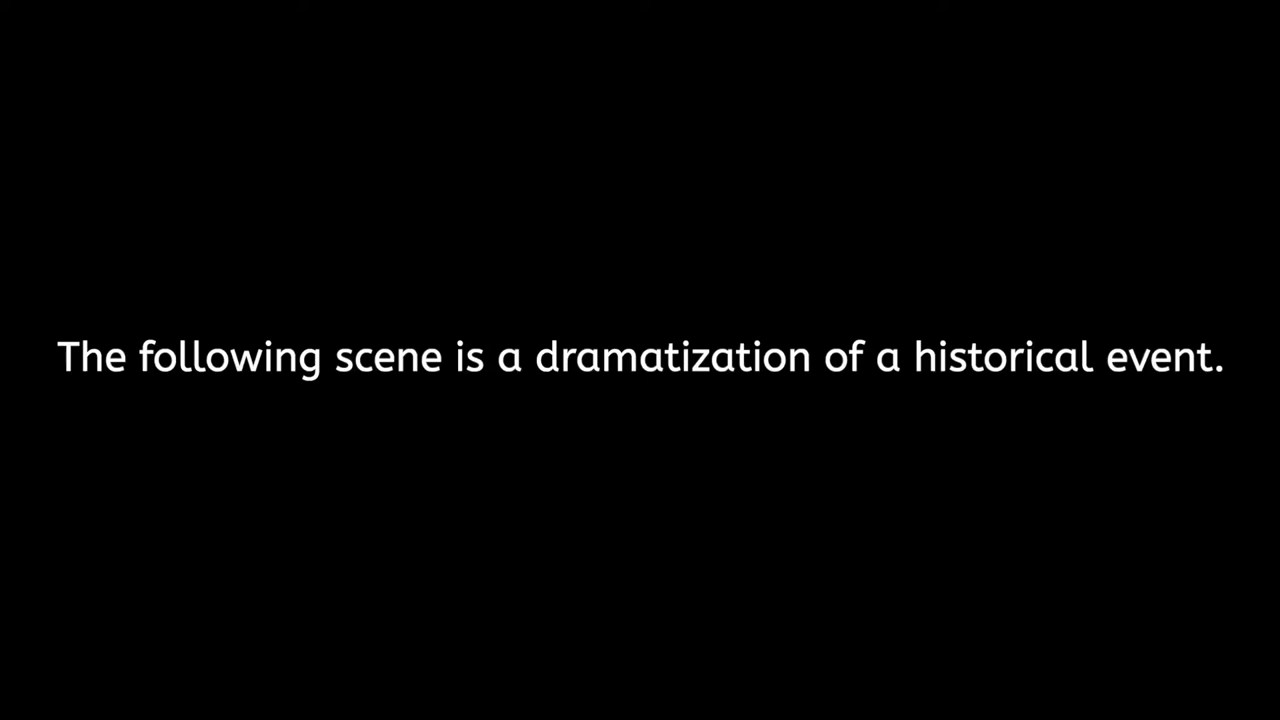 The following scene is a dramatization of a historical event.